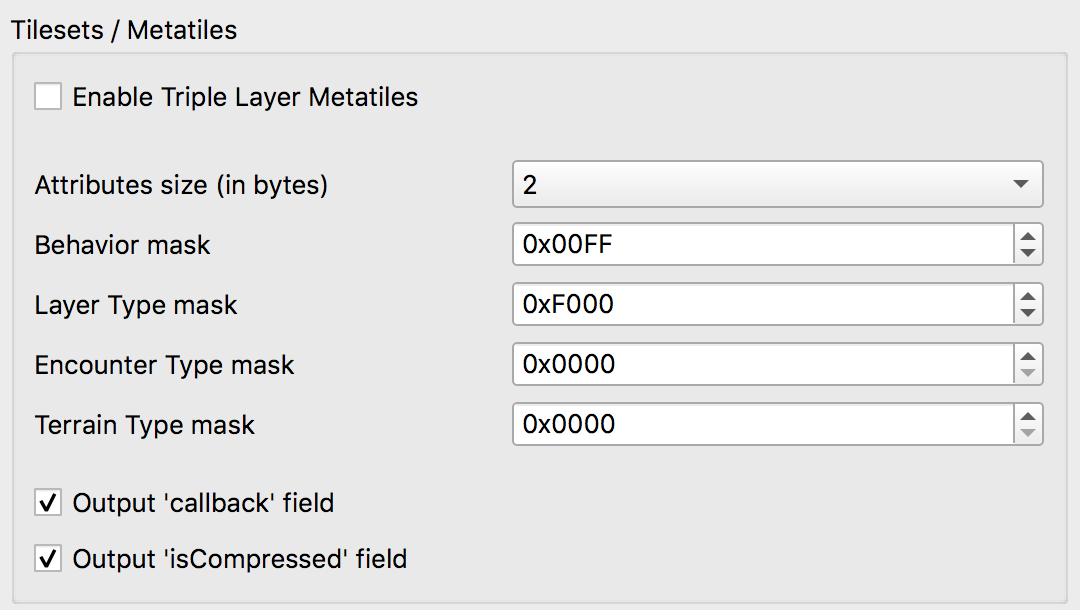 Tilesets / Metatiles
Enable Triple Layer Metatiles
Attributes size (in bytes) 2
Behavior mask 0x00FF
Layer Type mask 0xF000
Encounter Type mask 0x0000
Terrain Type mask 0x0000
Output 'callback' field
Output 'isCompressed' field